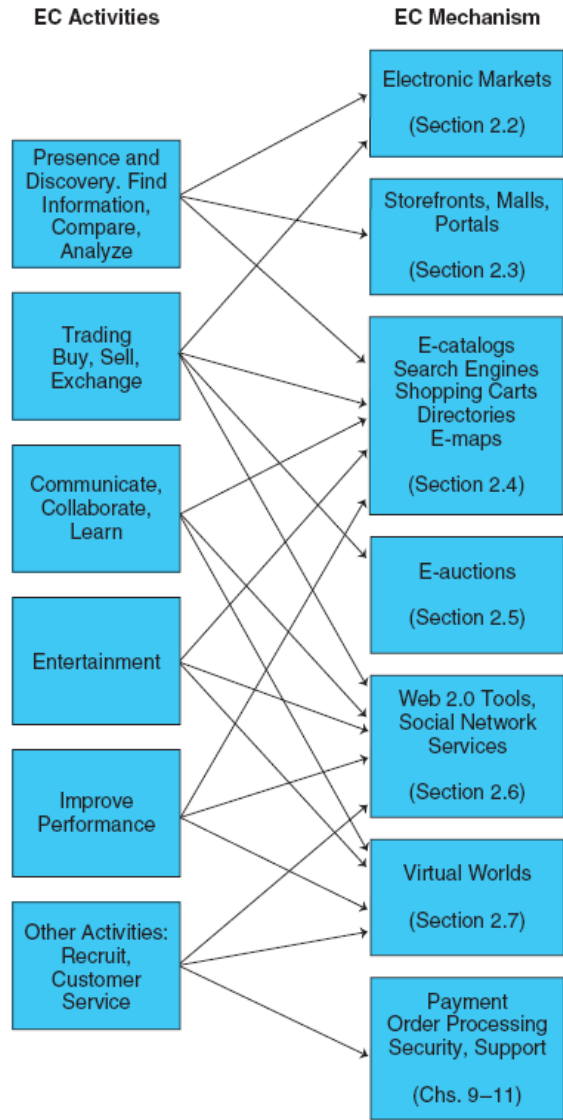 EC Activities
EC Mechanism
Presence and
Discovery. Find
Information,
Compare,
Analyze
Trading
Buy, Sell,
Exchange
Communicate,
Collaborate,
Learn
Entertainment
Improve
Performance
Other Activities:
Recruit,
Customer
Service
Electronic Markets
(Section 2.2)
Storefronts, Malls,
Portals
(Section 2.3)
E-catalogs
Search Engines
Shopping Carts
Directories
E-maps
(Section 2.4)
E-auctions
(Section 2.5)
Web 2.0 Tools,
Social Network
Services
(Section 2.6)
Virtual Worlds
(Section 2.7)
Payment
Order Processing
Security, Support
(Chs. 9–11)